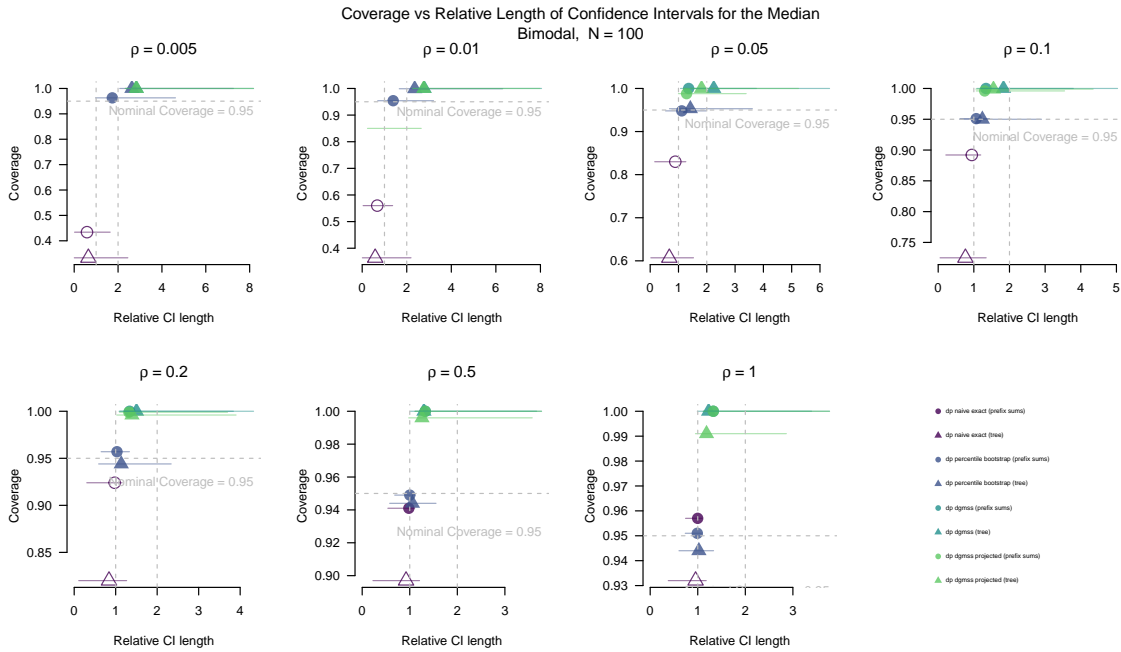 Coverage vs Relative Length of Confidence Intervals for the Median
Bimodal, N = 100
ρ = 0.005
ρ = 0.01
ρ = 0.05
ρ = 0.1
1.0
0.9
0.8
0.7
0.6
0.5
0.4
Coverage
Nominal Coverage = 0.95
0 2 4 6 8
Relative CI length
1.0
0.9
0.8
0.7
0.6
0.5
0.4
Coverage
Nominal Coverage = 0.95
0 2 4 6 8
Relative CI length
1.0
0.9
0.8
0.7
0.6
Coverage
Nominal Coverage = 0.95
0 1 2 3 4 5 6
Relative CI length
1.00
0.95
0.90
0.85
0.80
0.75
Coverage
Nominal Coverage = 0.95
0 1 2 3 4 5
Relative CI length
ρ = 0.2
ρ = 0.5
ρ = 1
1.00
0.95
0.90
0.85
Coverage
Nominal Coverage = 0.95
0 1 2 3 4
Relative CI length
1.00
0.98
0.96
0.94
0.92
0.90
Coverage
Nominal Coverage = 0.95
0 1 2 3
Relative CI length
1.00
0.99
0.98
0.97
0.96
0.95
0.94
0.93
Coverage
0 1 2 3
Relative CI length
dp naive exact (prefix sums)
dp naive exact (tree)
dp percentile bootstrap (prefix sums)
dp percentile bootstrap (tree)
dp dgmss (prefix sums)
dp dgmss (tree)
dp dgmss projected (prefix sums)
dp dgmss projected (tree)